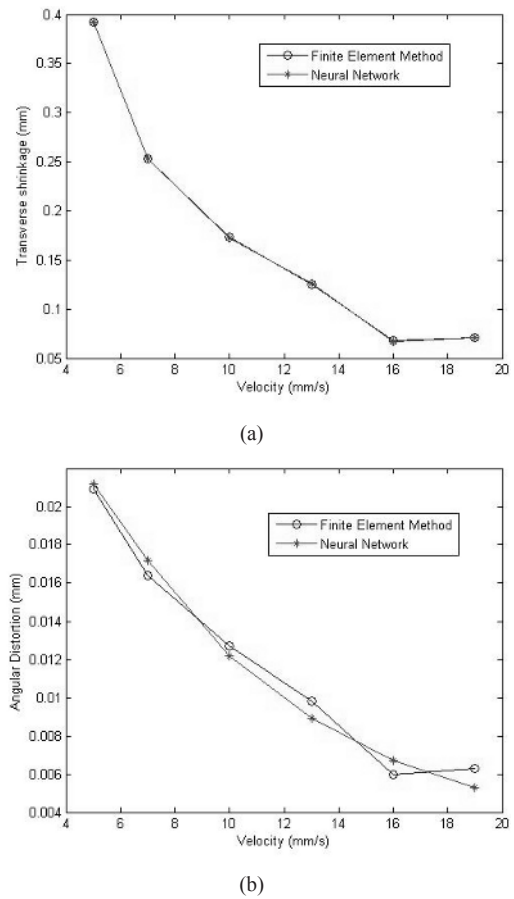 0.4
0.35
0.3
0.25
0.2
0.15
0.1
0.05
Transverse shrinkage (mm)
Finite Element Method
Neural Network
4 6 8 10 12 14 16 18 20
Velocity (mm/s)
(a)
0.02
0.018
0.016
0.014
0.012
0.01
0.008
0.006
0.004
Angular Distortion (mm)
Finite Element Method
Neural Network
4 6 8 10 12 14 16 18 20
Velocity (mm/s)
(b)